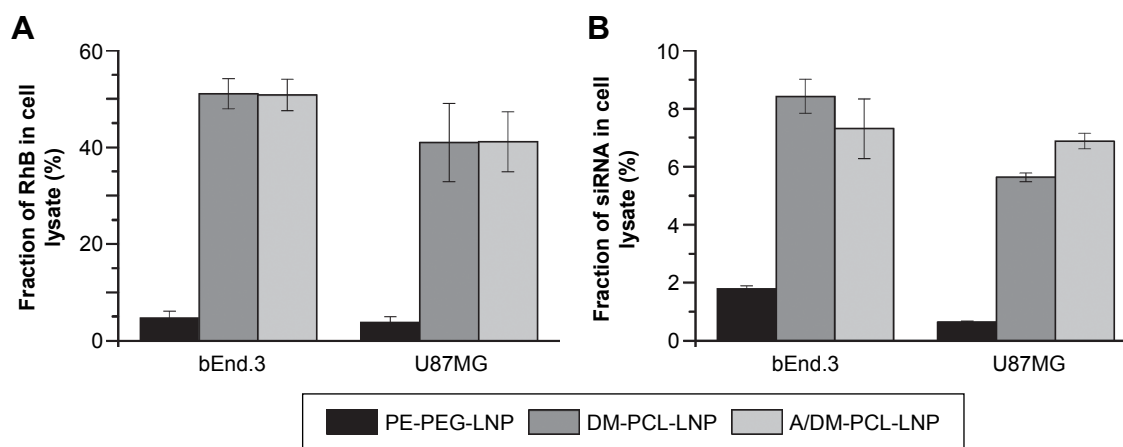 A
Fraction of RhB in cell
lysate (%)
60
40
20
0
bEnd.3 U87MG
B
Fraction of siRNA in cell
lysate (%)
10
8
6
4
2
0
bEnd.3 U87MG
PE-PEG-LNP DM-PCL-LNP A/DM-PCL-LNP